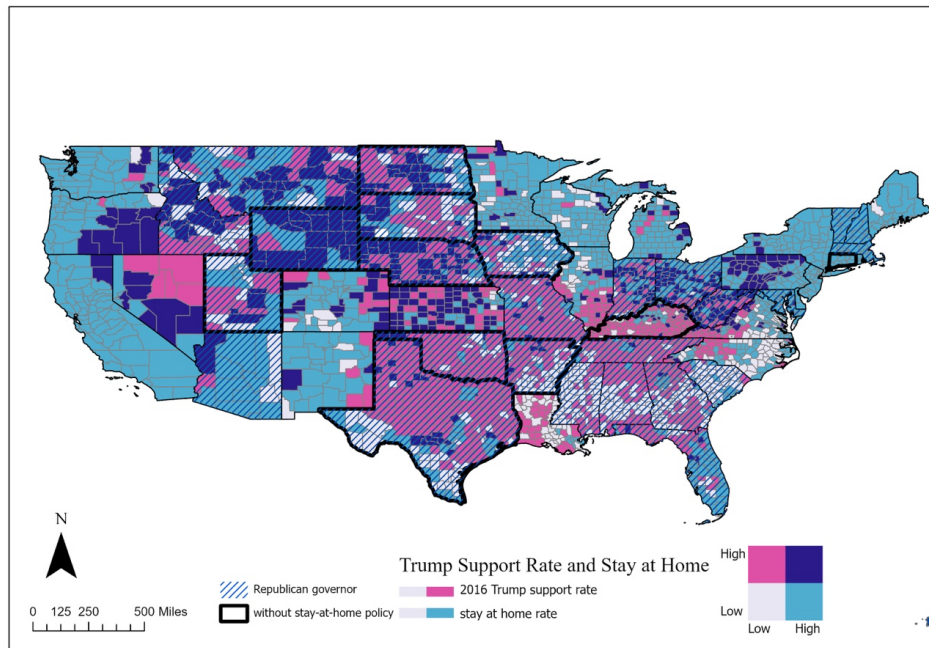 N
0 125 250 500 Miles
Republican governor
without stay-at-home policy
Trump Support Rate and Stay at Home
2016 Trump support rate
stay at home rate
High
Low
Low High